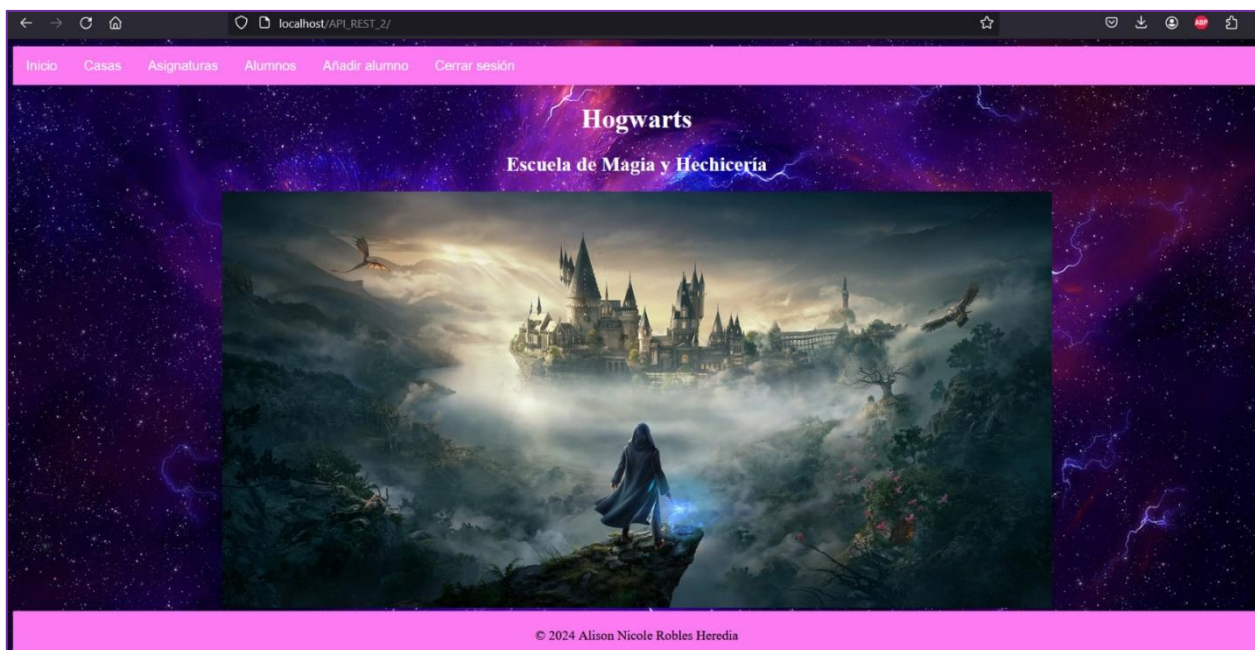 localhost/API_REST_2/
ABP
Inicio Casas Asignaturas Alumnos Añadir alumno Cerrar sesión
Hogwarts
Escuela de Magia y Hechicería
© 2024 Alison Nicole Robles Heredia